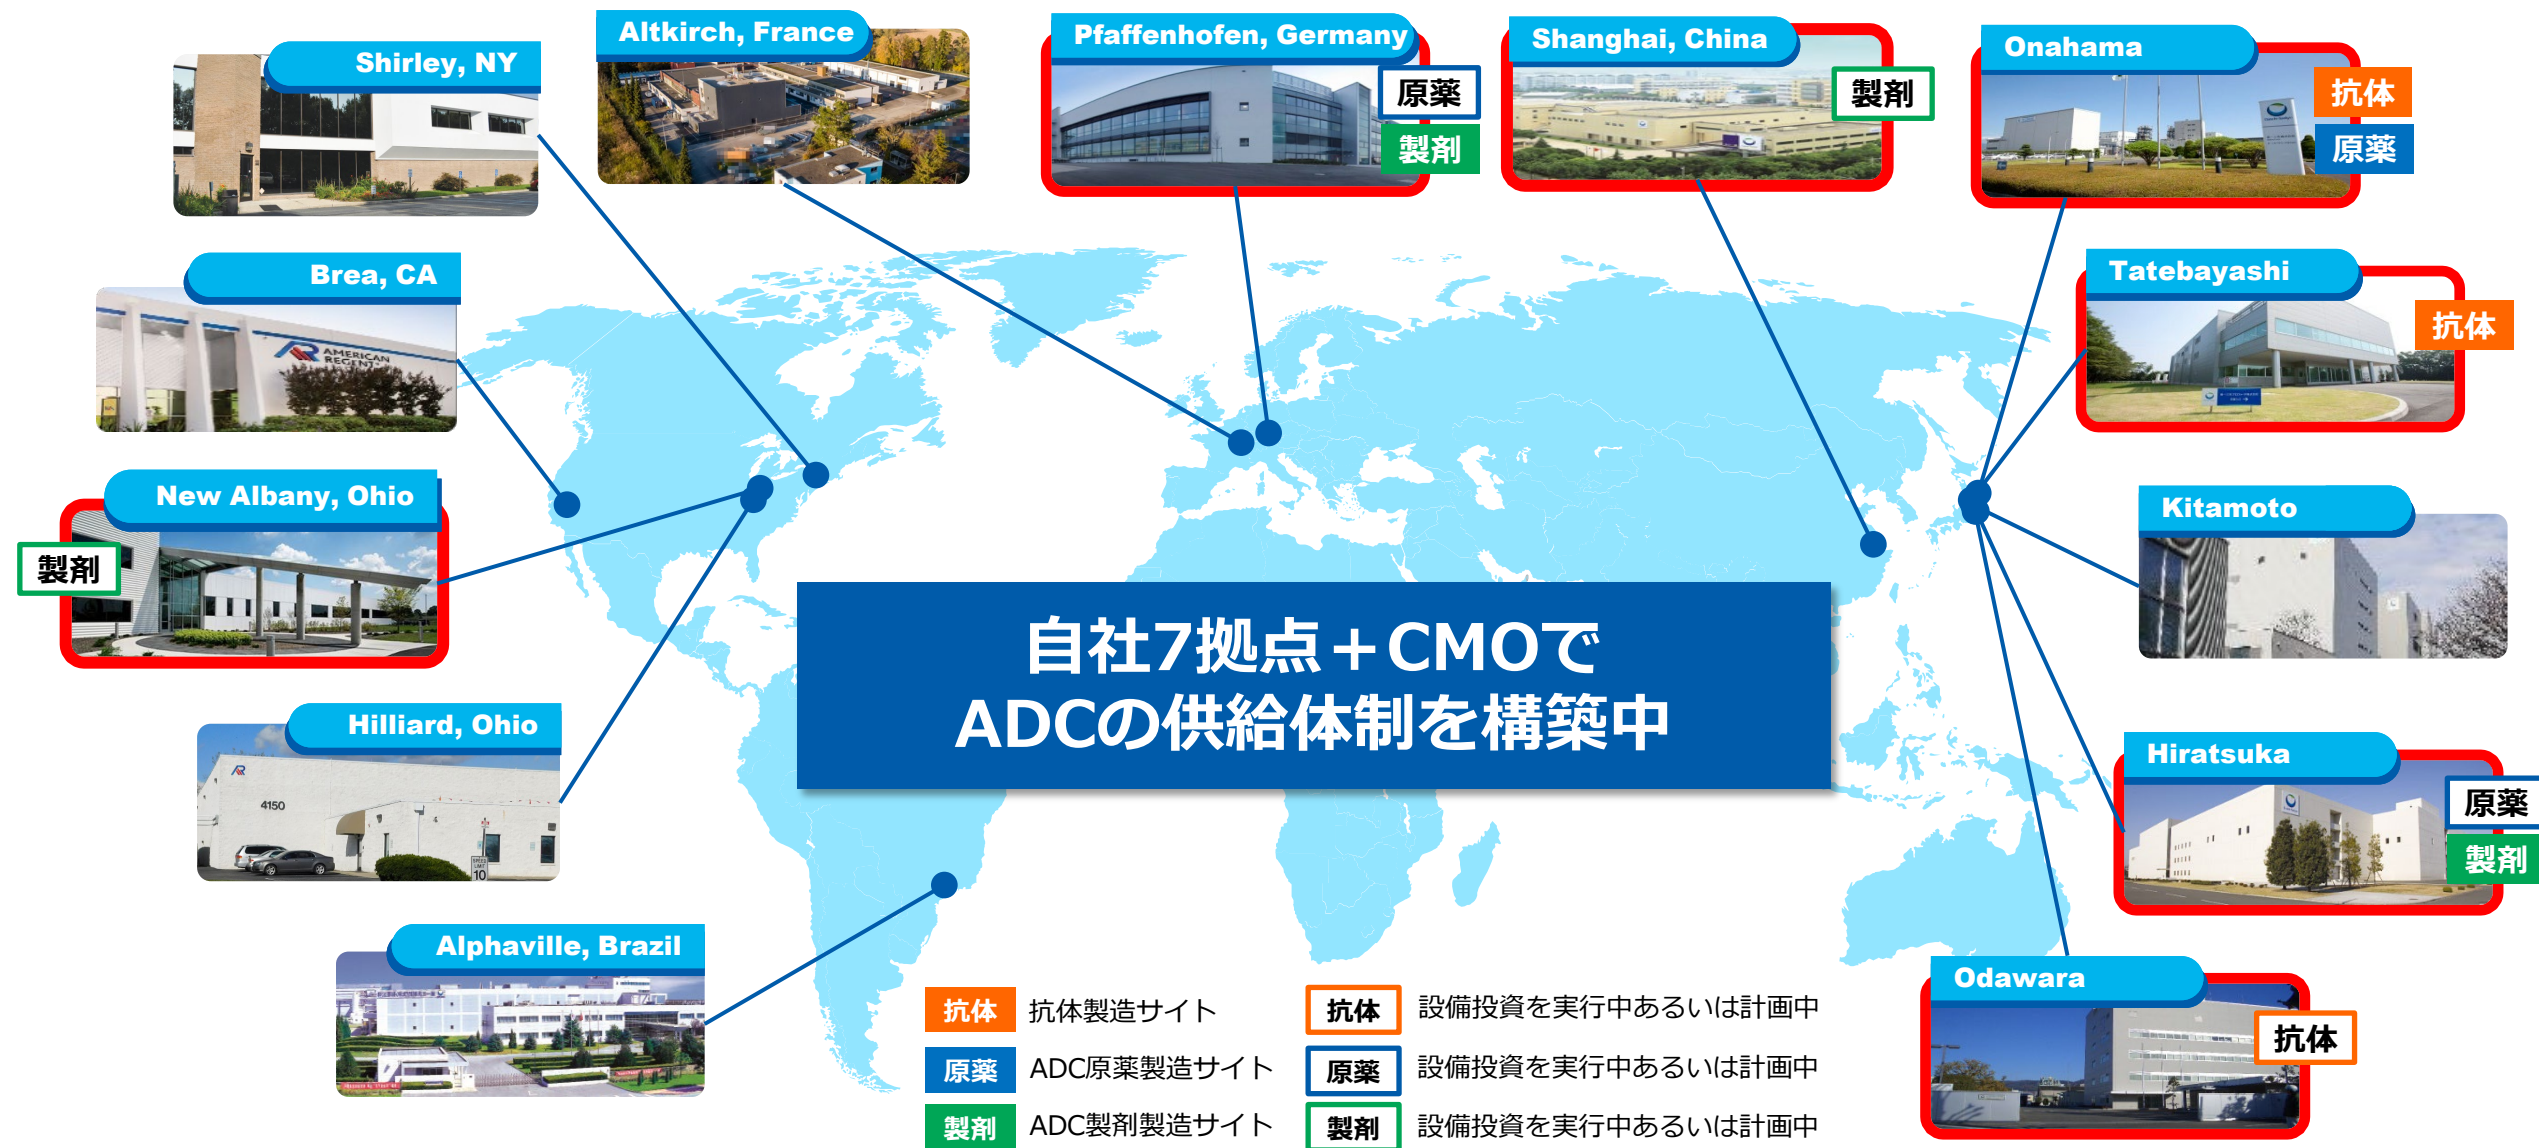 Shirley, NY
Altkirch, France
Pfaffenhofen, Germany
原薬
製剤
Shanghai, China
製剤
Onahama
抗体
原薬
Brea, CA
AMERICAN
REGENT
Tatebayashi
抗体
New Albany, Ohio
製剤
Kitamoto
自社7拠点＋CMOで
ADCの供給体制を構築中
Hilliard, Ohio
4150
SPEED
LIMIT
10
Hiratsuka
原薬
製剤
Alphaville, Brazil
Odawara
抗体
抗体 抗体製造サイト 抗体 設備投資を実行中あるいは計画中
原薬 ADC原薬製造サイト 原薬 設備投資を実行中あるいは計画中
製剤 ADC製剤製造サイト 製剤 設備投資を実行中あるいは計画中